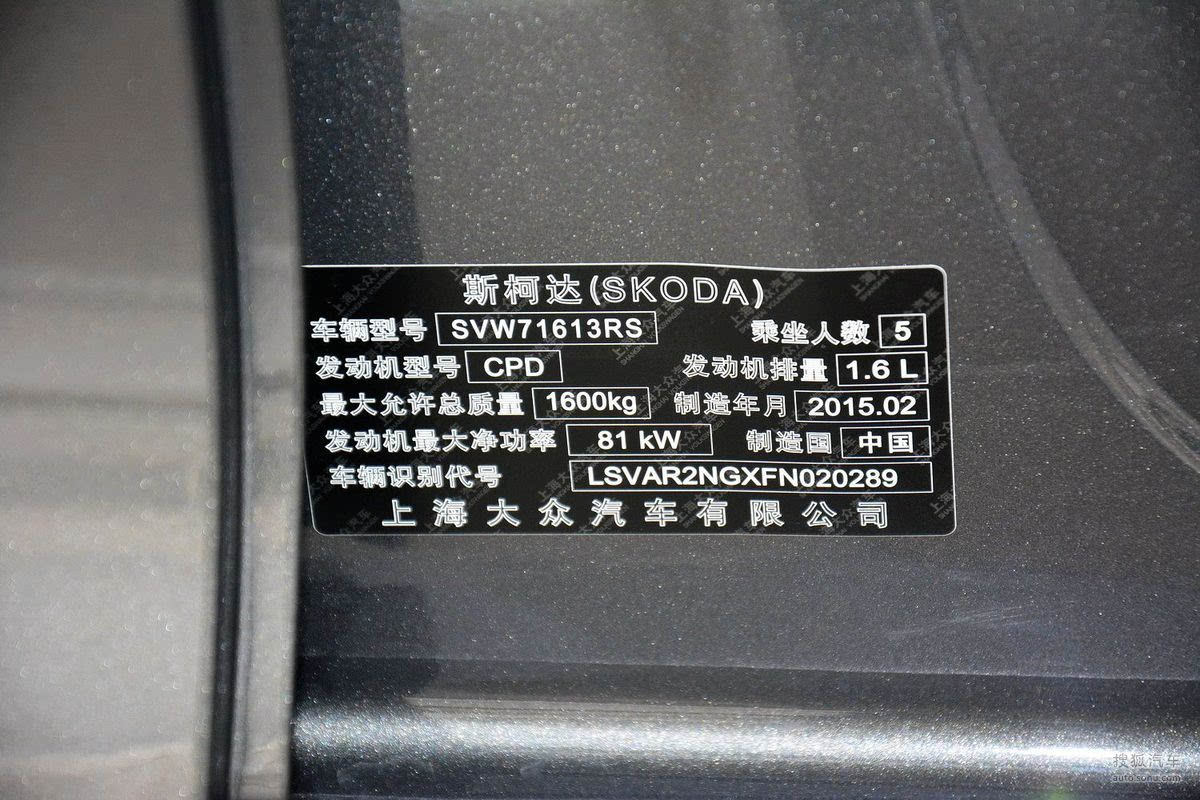 斯柯达(SKODA)
车辆型号 SVW71613RS 乘坐人数 5
发动机型号 CPD 发动机排量 1.6 L
最大允许总质量 1600kg 制造年月 2015.02
发动机最大净功率 81 kW 制造国 中国
车辆识别代号 LSVAR2NGXFN020289
上海大众汽车有限公司
搜狐汽车
auto.sohu.com